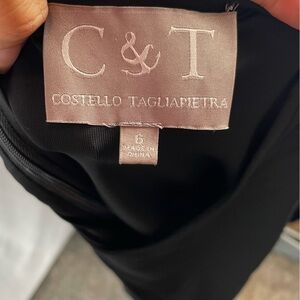 C & T
COSTELLO TAGLIAPIETRA
6
MADE IN
CHINA